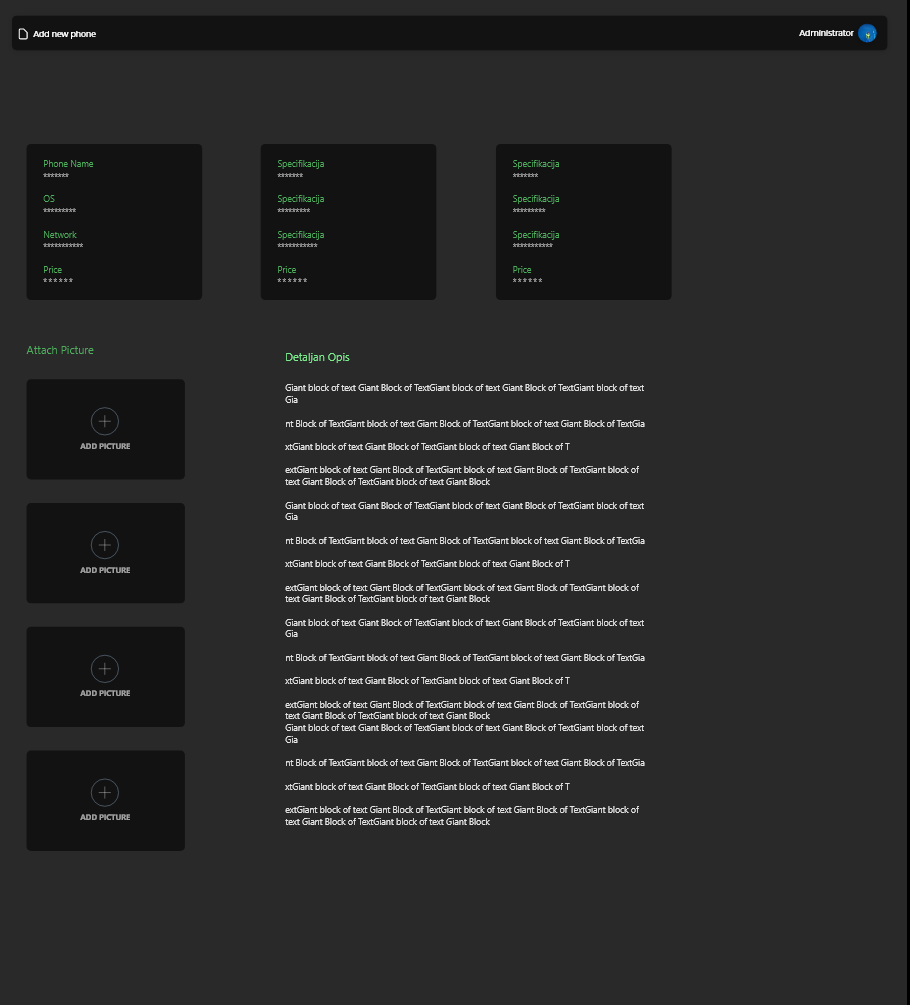 Add new phone
Administrator
Phone Name
*******
OS
*********
Network
***********
Price
******
Specifikacija
*******
Specifikacija
*********
Specifikacija
***********
Price
******
Specifikacija
*******
Specifikacija
*********
Specifikacija
***********
Price
******
Attach Picture
ADD PICTURE
ADD PICTURE
ADD PICTURE
ADD PICTURE
Detaljan Opis
Giant block of text Giant Block of TextGiant block of text Giant Block of TextGiant block of text
Gia
nt Block of TextGiant block of text Giant Block of TextGiant block of text Giant Block of TextGia
xtGiant block of text Giant Block of TextGiant block of text Giant Block of T
extGiant block of text Giant Block of TextGiant block of text Giant Block of TextGiant block of
text Giant Block of TextGiant block of text Giant Block
Giant block of text Giant Block of TextGiant block of text Giant Block of TextGiant block of text
Gia
nt Block of TextGiant block of text Giant Block of TextGiant block of text Giant Block of TextGia
xtGiant block of text Giant Block of TextGiant block of text Giant Block of T
extGiant block of text Giant Block of TextGiant block of text Giant Block of TextGiant block of
text Giant Block of TextGiant block of text Giant Block
Giant block of text Giant Block of TextGiant block of text Giant Block of TextGiant block of text
Gia
nt Block of TextGiant block of text Giant Block of TextGiant block of text Giant Block of TextGia
xtGiant block of text Giant Block of TextGiant block of text Giant Block of T
extGiant block of text Giant Block of TextGiant block of text Giant Block of TextGiant block of
text Giant Block of TextGiant block of text Giant Block
Giant block of text Giant Block of TextGiant block of text Giant Block of TextGiant block of text
Gia
nt Block of TextGiant block of text Giant Block of TextGiant block of text Giant Block of TextGia
xtGiant block of text Giant Block of TextGiant block of text Giant Block of T
extGiant block of text Giant Block of TextGiant block of text Giant Block of TextGiant block of
text Giant Block of TextGiant block of text Giant Block